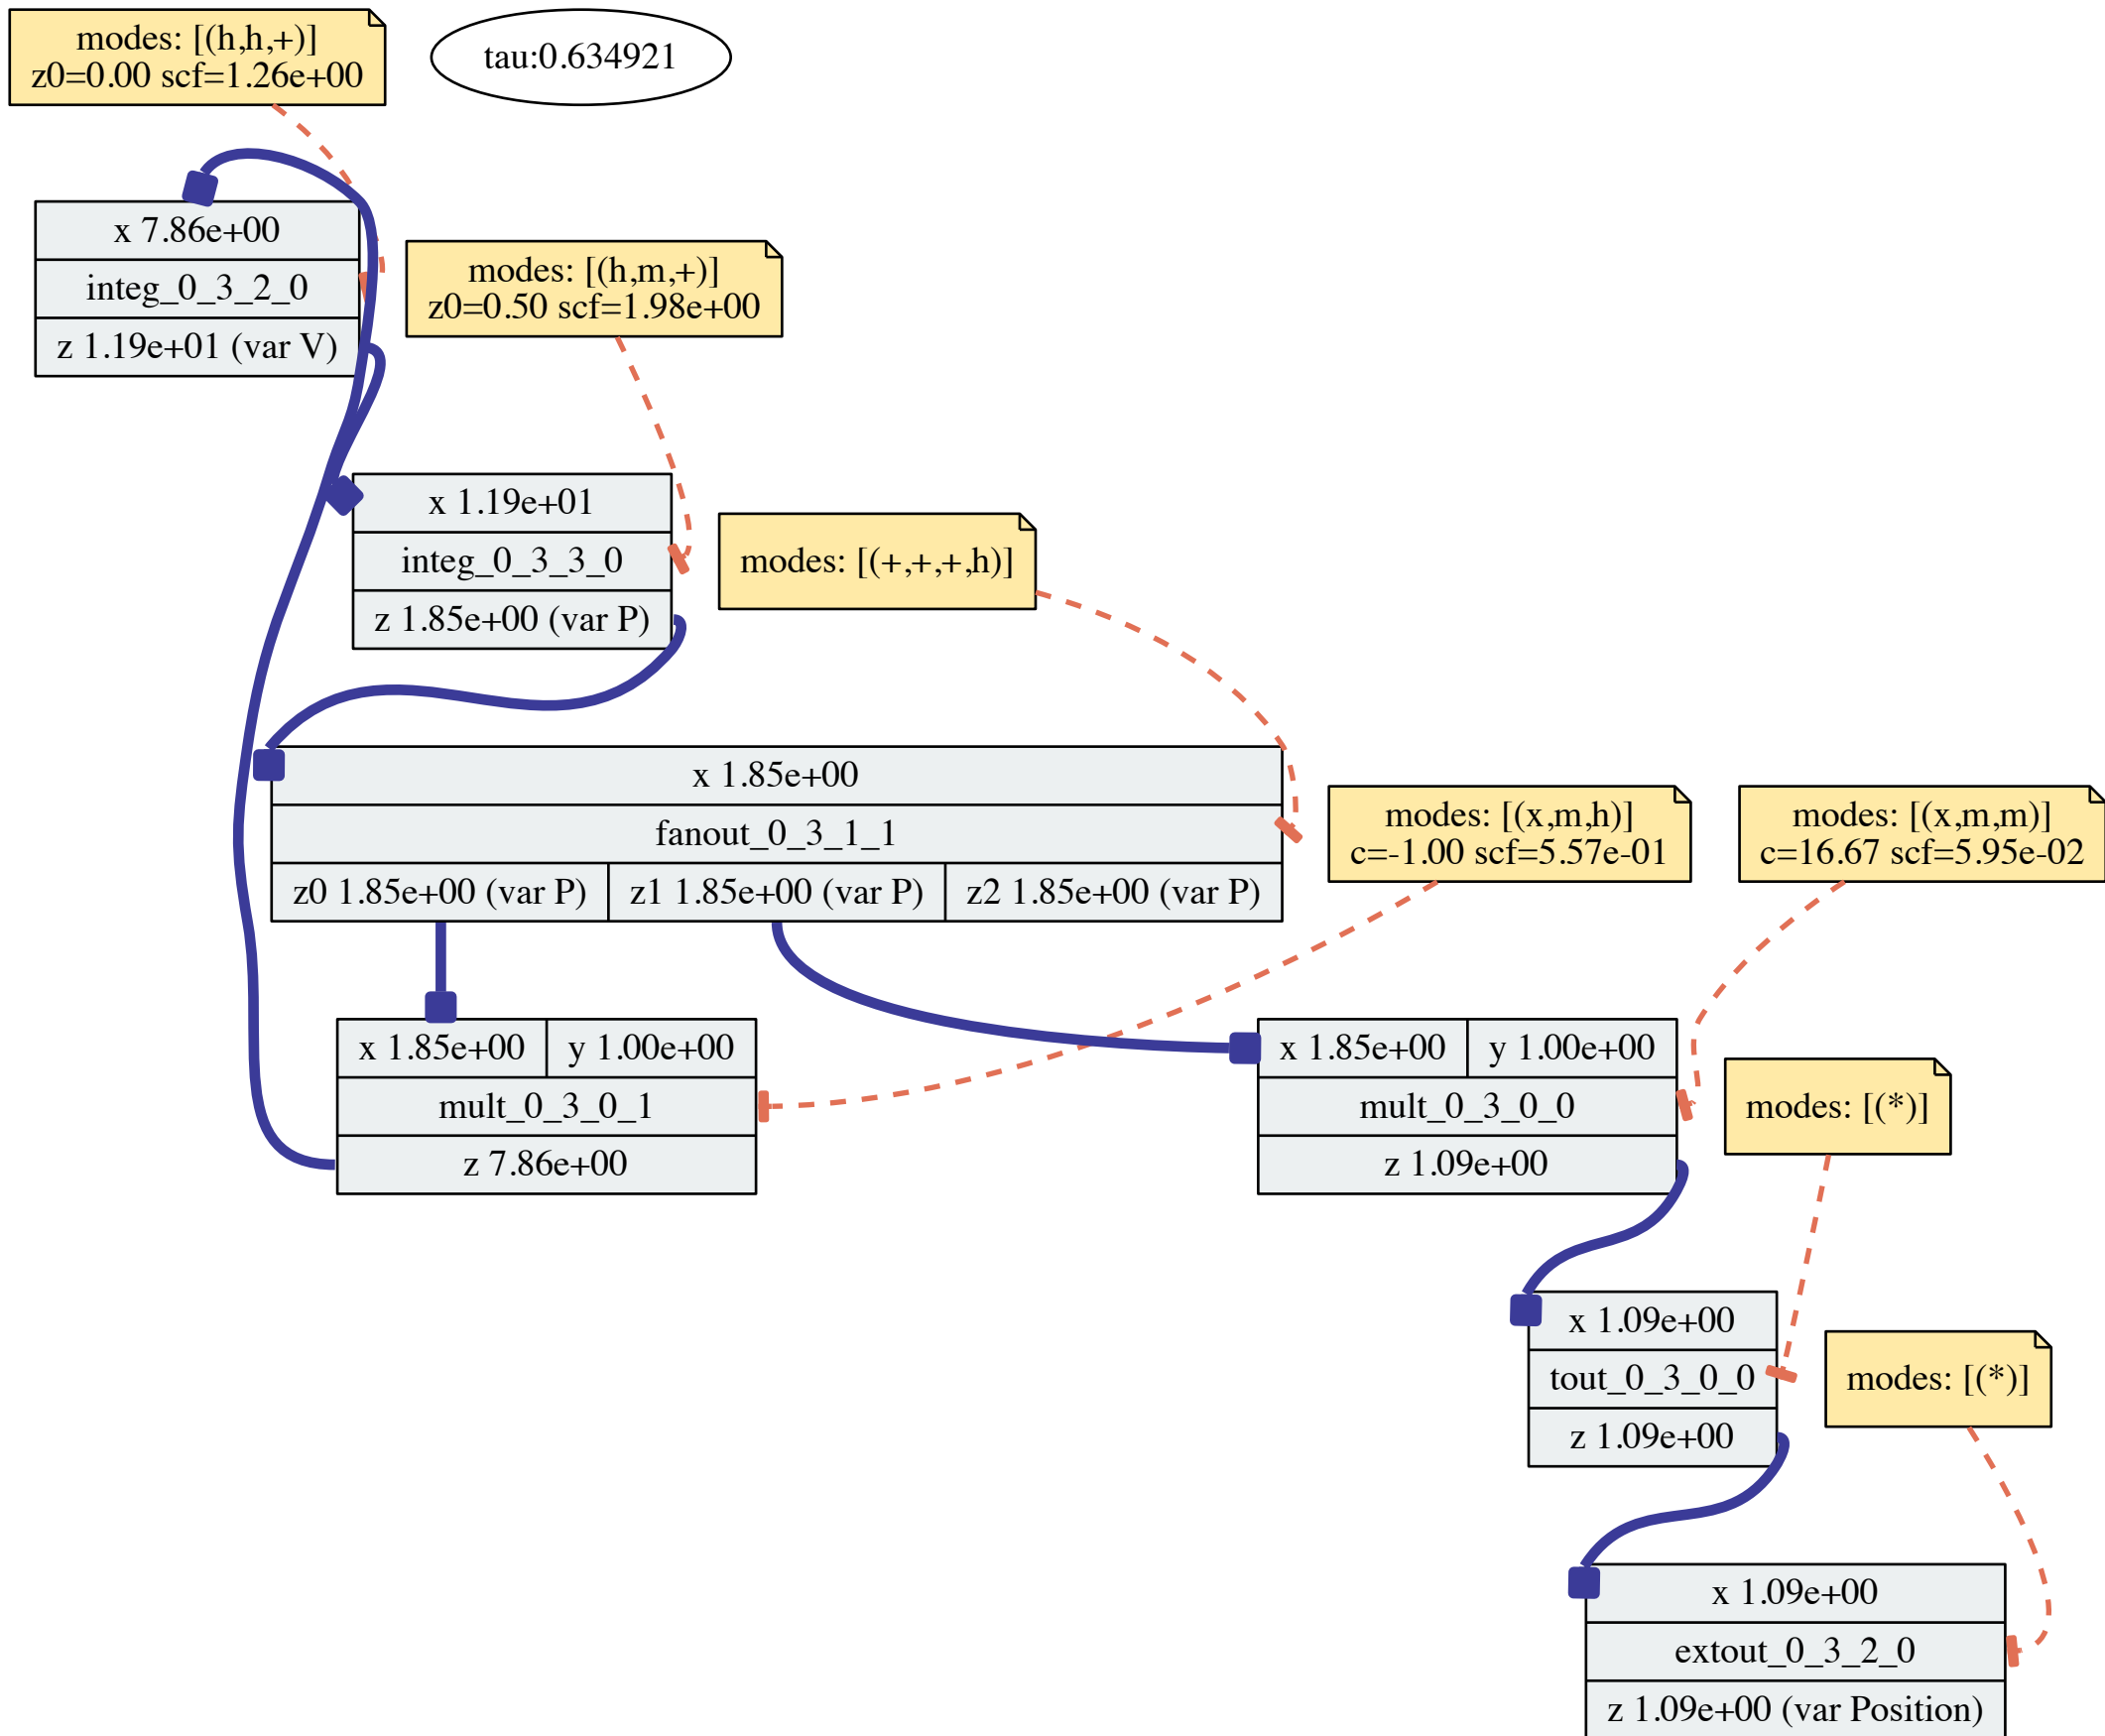 modes: [(h,h,+)]
z0=0.00 scf=1.26e+00
tau:0.634921
x 7.86e+00
integ_0_3_2_0
z 1.19e+01 (var V)
modes: [(h,m,+)]
z0=0.50 scf=1.98e+00
x 1.19e+01
integ_0_3_3_0
z 1.85e+00 (var P)
modes: [(+,+,+,h)]
x 1.85e+00
fanout_0_3_1_1
z0 1.85e+00 (var P)
z1 1.85e+00 (var P)
z2 1.85e+00 (var P)
modes: [(x,m,h)]
c=-1.00 scf=5.57e-01
modes: [(x,m,m)]
c=16.67 scf=5.95e-02
x 1.85e+00
y 1.00e+00
mult_0_3_0_1
z 7.86e+00
x 1.85e+00
y 1.00e+00
mult_0_3_0_0
z 1.09e+00
modes: [(*)]
x 1.09e+00
tout_0_3_0_0
z 1.09e+00
modes: [(*)]
x 1.09e+00
extout_0_3_2_0
z 1.09e+00 (var Position)